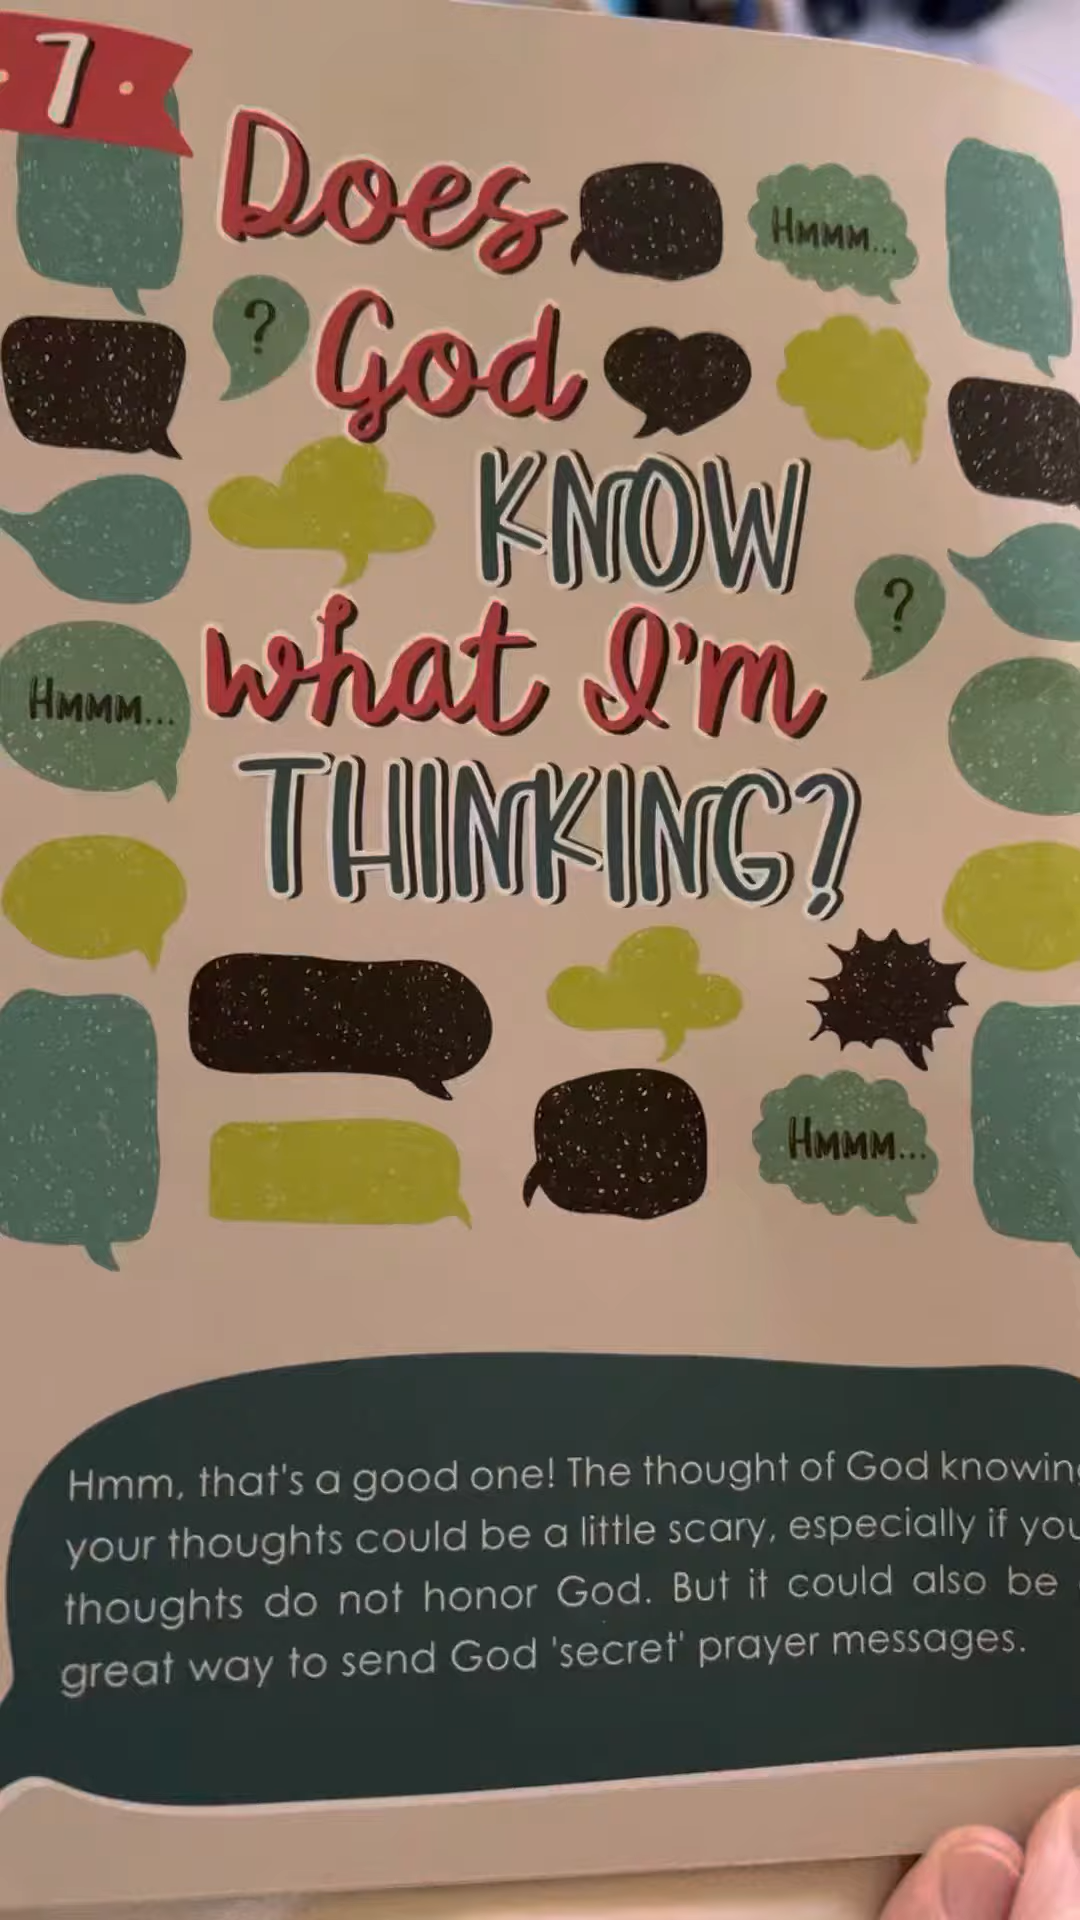 7
Does
Hmmm...
?
God
KNOW
?
what I'm
Hmmm...
THINKING?
Hmmm...
Hmm, that's a good one! The thought of God
your thoughts could be a little scary, especially if
thoughts do not honor God. But it could also be
great way to send God 'secret' prayer messages.